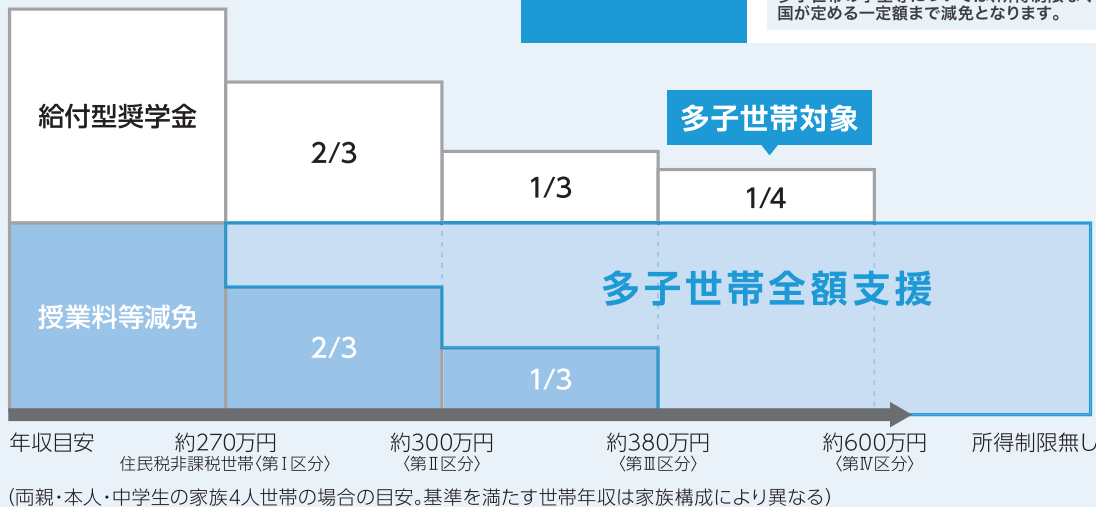 国が定める一定額まで減免となります。
給付型奨学金
2/3
1/3
多子世帯対象
1/4
授業料等減免
2/3
1/3
多子世帯全額支援
年収目安
約270万円
住民税非課税世帯〈第Ⅰ区分〉
約300万円
〈第Ⅱ区分〉
約380万円
〈第Ⅲ区分〉
約600万円
〈第Ⅳ区分〉
所得制限無し
(両親・本人・中学生の家族4人世帯の場合の目安。基準を満たす世帯年収は家族構成により異なる)